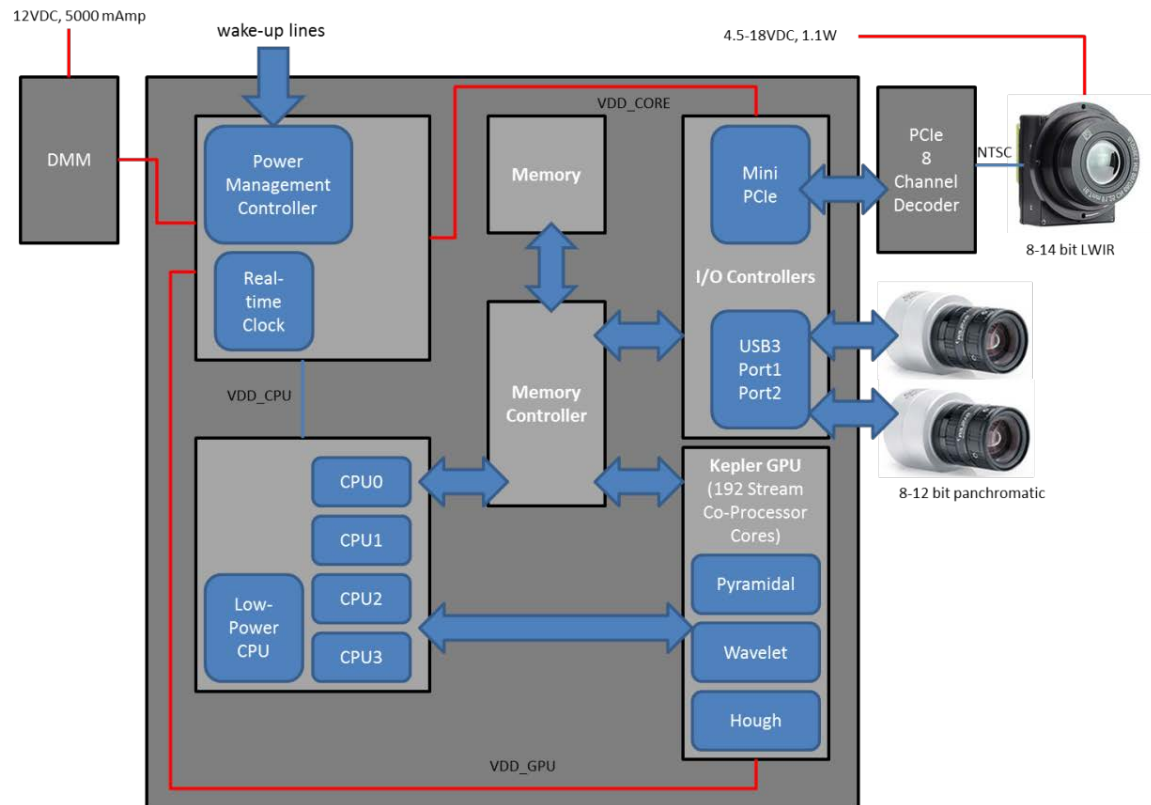 12VDC, 5000 mAmp
wake-up lines
4.5-18VDC, 1.1W
DMM
Power
Management
Controller
Real-
time
Clock
VDD_CORE
Memory
Mini
PCIe
I/O Controllers
USB3
Port1
Port2
PCIe
8
Channel
Decoder
NTSC
8-14 bit LWIR
8-12 bit panchromatic
VDD_CPU
Memory
Controller
CPU0
CPU1
CPU2
CPU3
Low-
Power
CPU
Kepler GPU
(192 Stream
Co-Processor
Cores)
Pyramidal
Wavelet
Hough
VDD_GPU